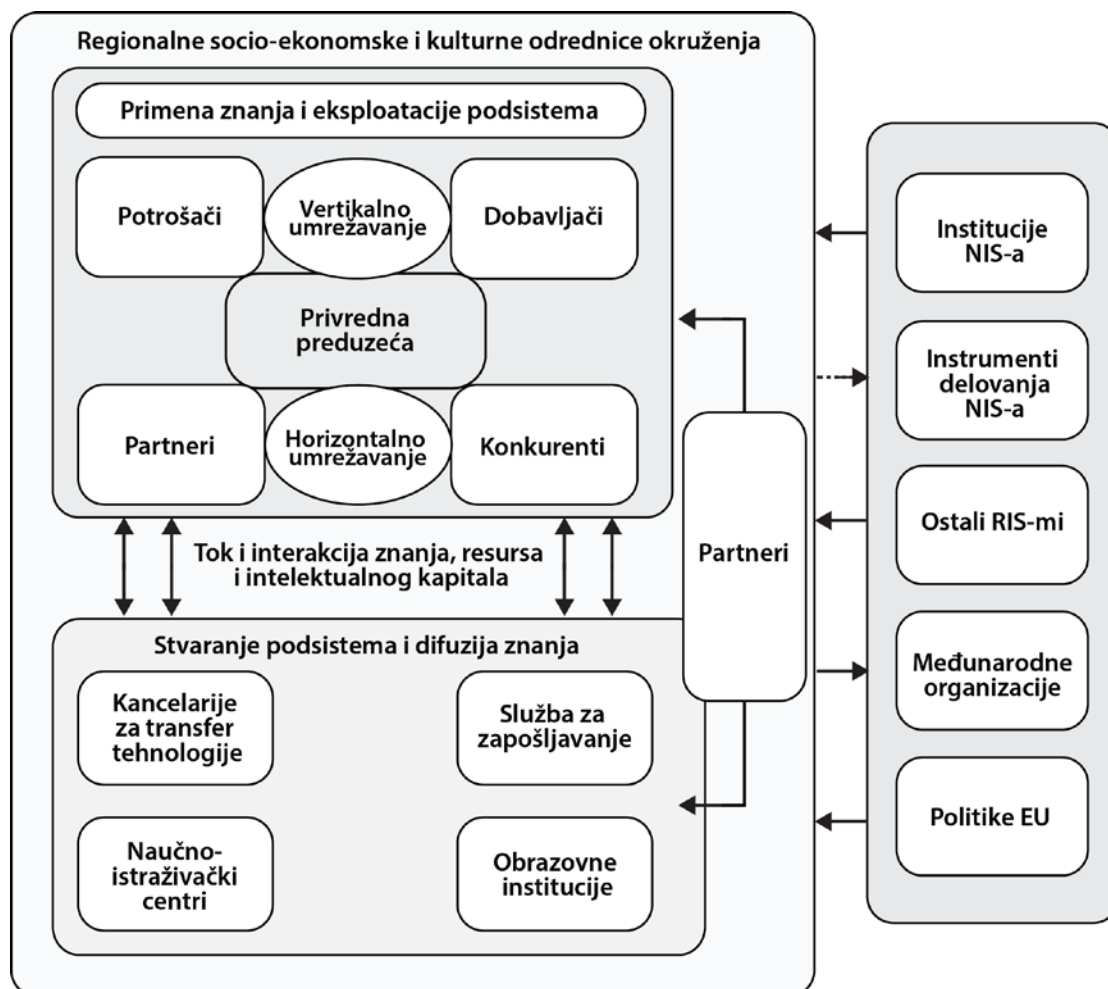 Regionalne socio-ekonomske i kulturne odrednice okruženja
Primena znanja i eksploatacije podsistema
Potrošači
Vertikalno
umrežavanje
Dobavljači
Privredna
preduzeća
Partneri
Horizontalno
umrežavanje
Konkurenti
Tok i interakcija znanja, resursa
i intelektualnog kapitala
Stvaranje podsistema i difuzija znanja
Kancelarije
za transfer
tehnologije
Služba za
zapošljavanje
Naučno-
istraživački
centri
Obrazovne
institucije
Partneri
Institucije
NIS-a
Instrumenti
delovanja
NIS-a
Ostali RIS-mi
Međunarodne
organizacije
Politike EU